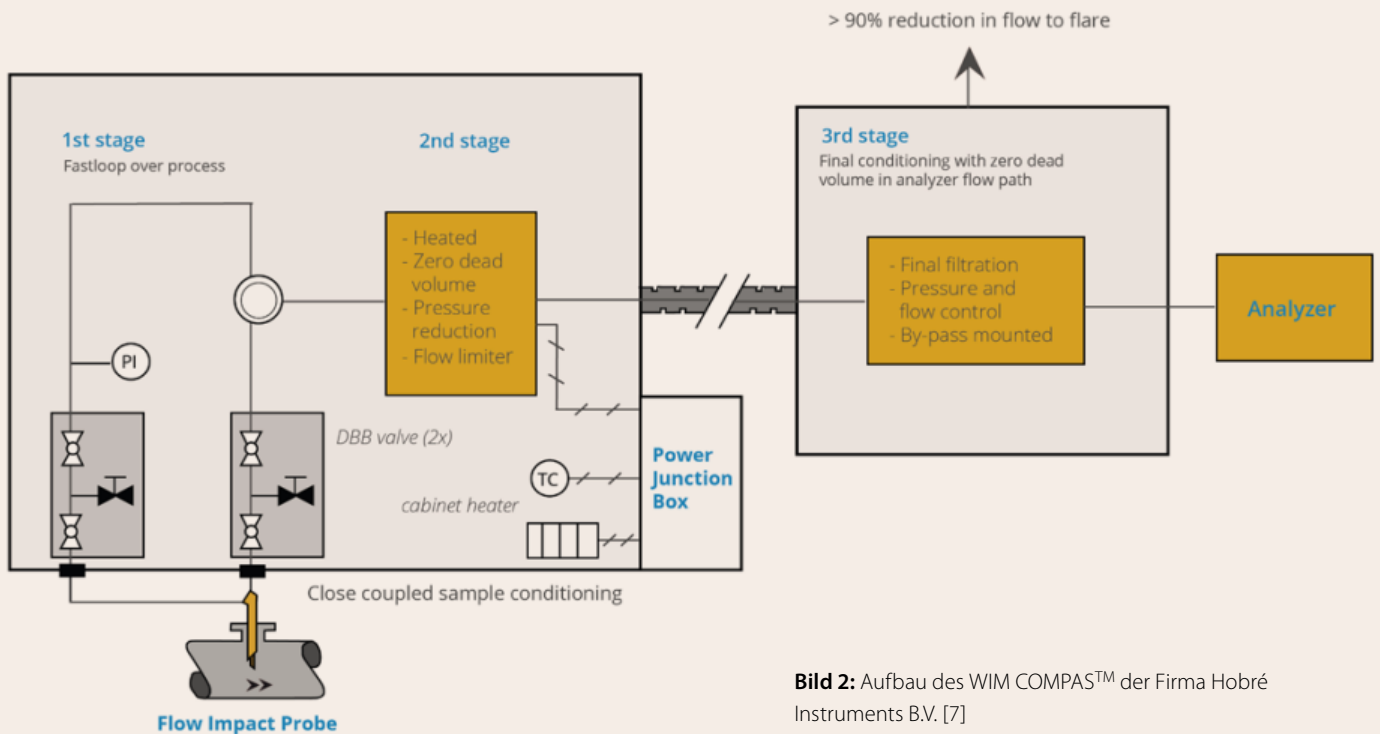 > 90% reduction in flow to flare
1st stage
Fastloop over process
2nd stage
3rd stage
Final conditioning with zero dead
volume in analyzer flow path
- Heated
- Zero dead
volume
- Pressure
reduction
- Flow limiter
- Final filtration
- Pressure and
flow control
- By-pass mounted
Analyzer
PI
DBB valve (2x)
TC
cabinet heater
Power
Junction
Box
Close coupled sample conditioning
Flow Impact Probe
Bild 2: Aufbau des WIM COMPAS™ der Firma Hobré
Instruments B.V. [7]